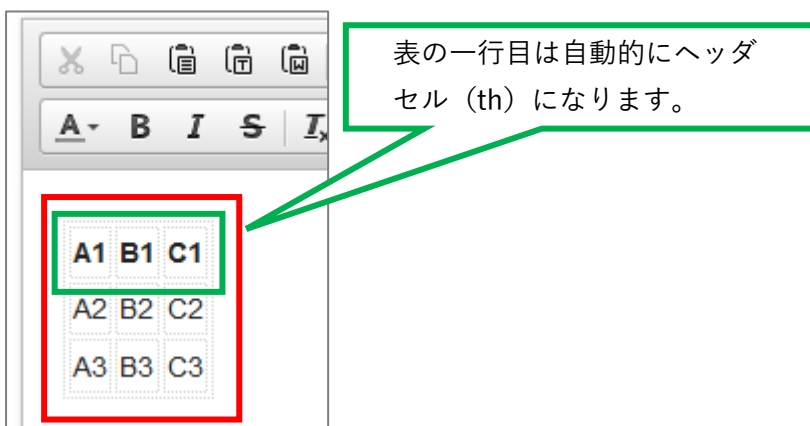 表の一行目は自動的にヘッダ
セル（th）になります。
A B I S Ix
A1 B1 C1
A2 B2 C2
A3 B3 C3